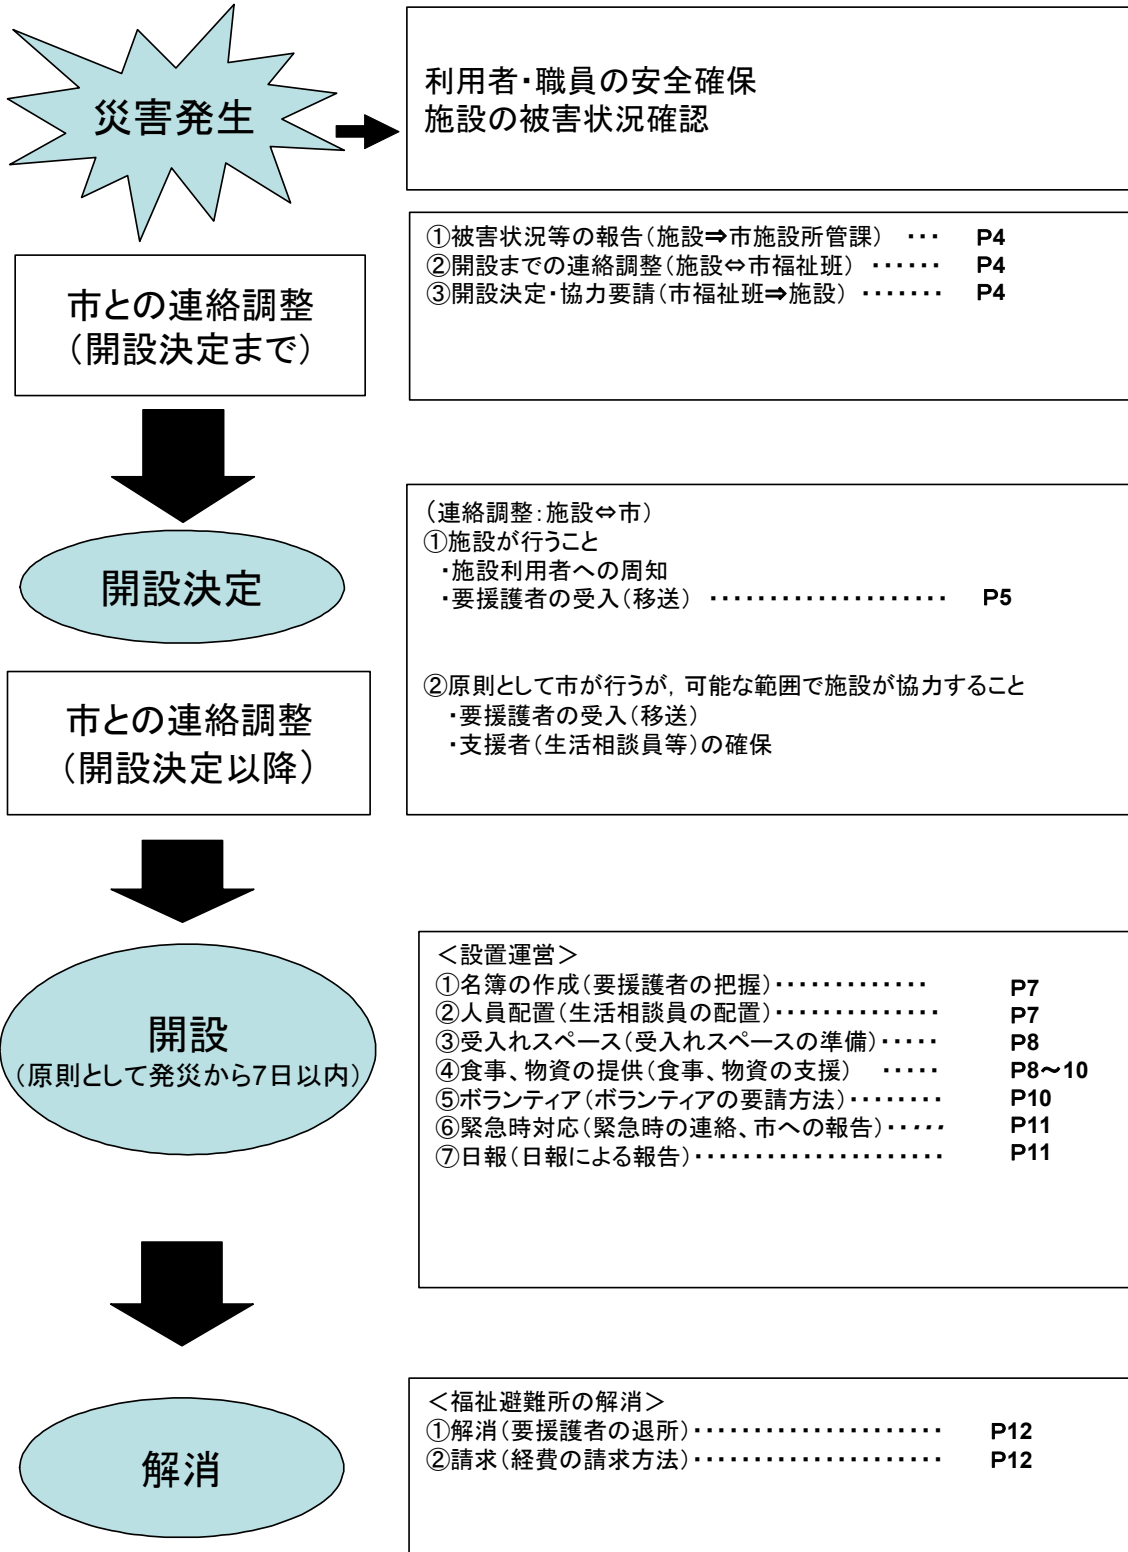 災害発生
利用者・職員の安全確保
施設の被害状況確認
①被害状況等の報告（施設⇒市施設所管課） ・・・ P4
②開設までの連絡調整（施設⇔市福祉班） ・・・・・・ P4
③開設決定・協力要請（市福祉班⇒施設） ・・・・・・・ P4
市との連絡調整
（開設決定まで）
開設決定
（連絡調整：施設⇔市）
①施設が行うこと
・施設利用者への周知
・要援護者の受入（移送） ・・・・・・・・・・・・・・・・・・・・ P5
②原則として市が行うが，可能な範囲で施設が協力すること
・要援護者の受入（移送）
・支援者（生活相談員等）の確保
市との連絡調整
（開設決定以降）
開設
（原則として発災から7日以内）
＜設置運営＞
①名簿の作成（要援護者の把握）・・・・・・・・・・・・・ P7
②人員配置（生活相談員の配置）・・・・・・・・・・・・・・ P7
③受入れスペース（受入れスペースの準備）・・・・・ P8
④食事、物資の提供（食事、物資の支援） ・・・・・ P8～10
⑤ボランティア（ボランティアの要請方法）・・・・・・・・ P10
⑥緊急時対応（緊急時の連絡、市への報告）・・・・・ P11
⑦日報（日報による報告）・・・・・・・・・・・・・・・・・・・・・ P11
解消
＜福祉避難所の解消＞
①解消（要援護者の退所）・・・・・・・・・・・・・・・・・・・・・ P12
②請求（経費の請求方法）・・・・・・・・・・・・・・・・・・・・・ P12